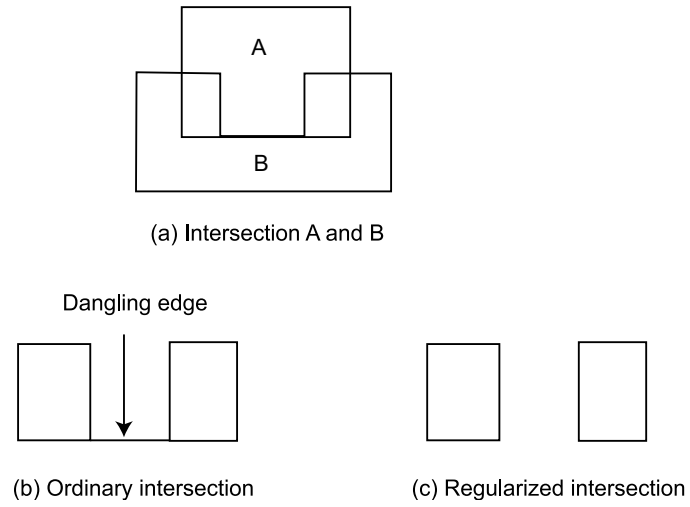 A
B
(a) Intersection A and B
Dangling edge
(b) Ordinary intersection
(c) Regularized intersection